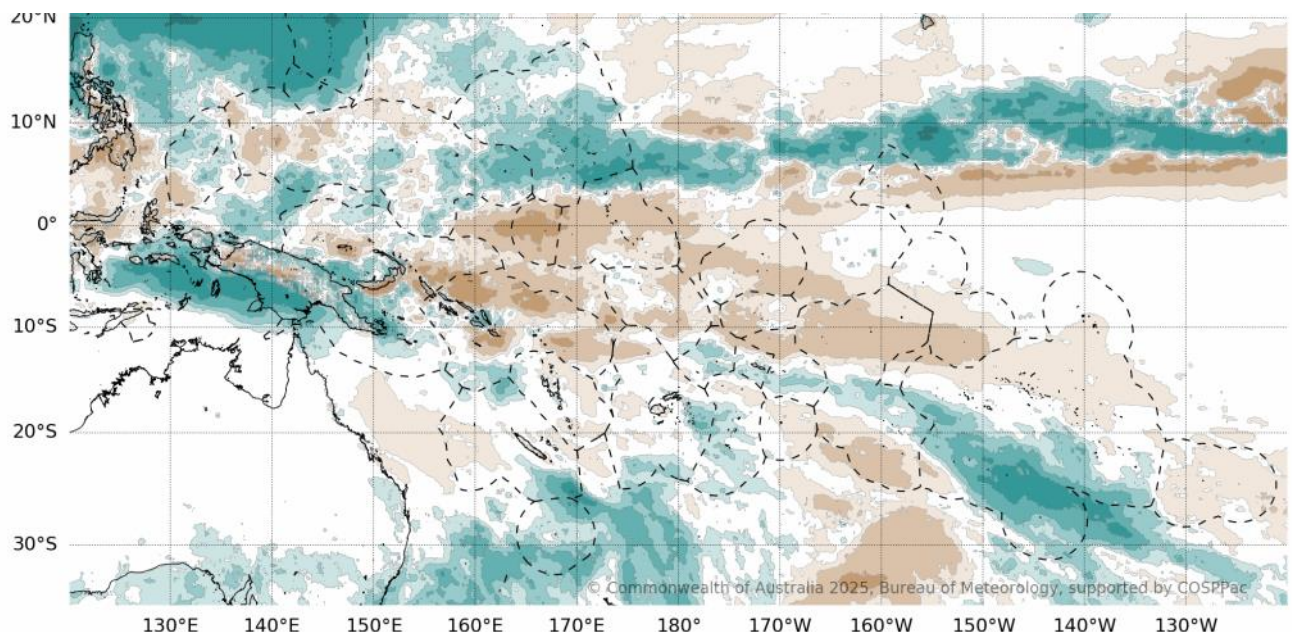 20°N
10°N
0°
10°S
20°S
30°S
© Commonwealth of Australia 2025, Bureau of Meteorology, supported by COSPPac
130°E 140°E 150°E 160°E 170°E 180° 170°W 160°W 150°W 140°W 130°W